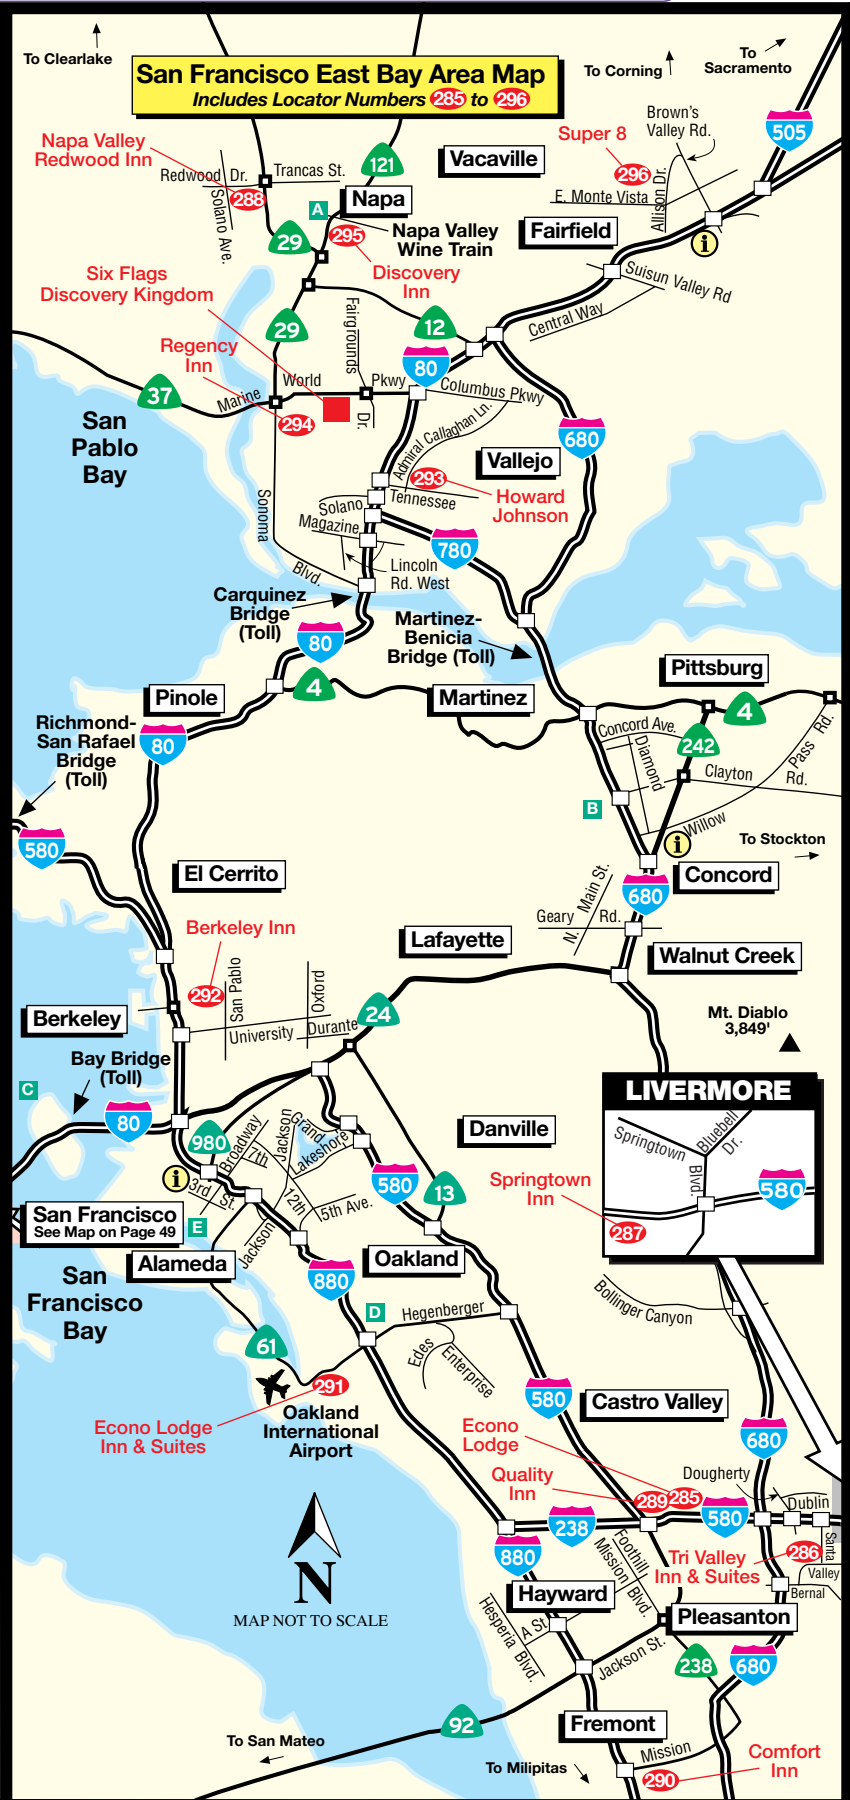 To Clearlake
San Francisco East Bay Area Map
Includes Locator Numbers 285 to 296
To Corning
To
Sacramento
Napa Valley
Redwood Inn
Redwood Dr.
Trancas St.
288
Solano Ave.
121
Vacaville
Super 8
296
Brown's
Valley Rd.
505
E. Monte Vista
Allison Dr.
Napa
A
Napa Valley
Wine Train
295
Discovery
Inn
29
Fairfield
i
Suisun Valley Rd
Central Way
Six Flags
Discovery Kingdom
29
Fairgrounds
Dr.
12
80
Regency
Inn
Marine
World
Pkwy
Columbus Pkwy
37
294
San
Pablo
Bay
Admiral Callaghan Ln.
680
Vallejo
293
Howard
Johnson
Tennessee
Solano
Magazine
Sonoma
Blvd.
780
Lincoln
Rd. West
Carquinez
Bridge
(Toll)
80
Martinez-
Benicia
Bridge (Toll)
4
Pinole
Martinez
Pittsburg
4
Richmond-
San Rafael
Bridge
(Toll)
80
Concord Ave.
242
Diamond
Clayton
Rd.
Pass Rd.
Willow
B
i
To Stockton
580
El Cerrito
680
Concord
N. Main St.
Geary Rd.
Berkeley Inn
292
Lafayette
Walnut Creek
San Pablo
Oxford
University
Durante
24
Berkeley
Mt. Diablo
3,849'
Bay Bridge
(Toll)
C
80
LIVERMORE
Springtown
Bluebell
Dr.
Blvd.
580
Springtown
Inn
287
980
Broadway
7th
Jackson
Grand
Lakeshore
Danville
580
13
i
3rd
St.
12th
5th Ave.
San Francisco
See Map on Page 49
E
Jackson
Alameda
Oakland
880
San
Francisco
Bay
D
Hegenberger
Edes
Enterprise
Bollinger Canyon
61
291
Econo Lodge
Inn & Suites
Oakland
International
Airport
580
Castro Valley
680
Econo
Lodge
Quality
Inn
289
285
Dougherty
Dublin
580
238
880
Tri Valley
Inn & Suites
286
Santa
Valley
Bernal
Foothill
Mission Blvd.
N
MAP NOT TO SCALE
Hayward
Hesperia Blvd.
A St.
Pleasanton
Jackson St.
238
680
92
Fremont
To San Mateo
Mission
To Milipitas
290
Comfort
Inn